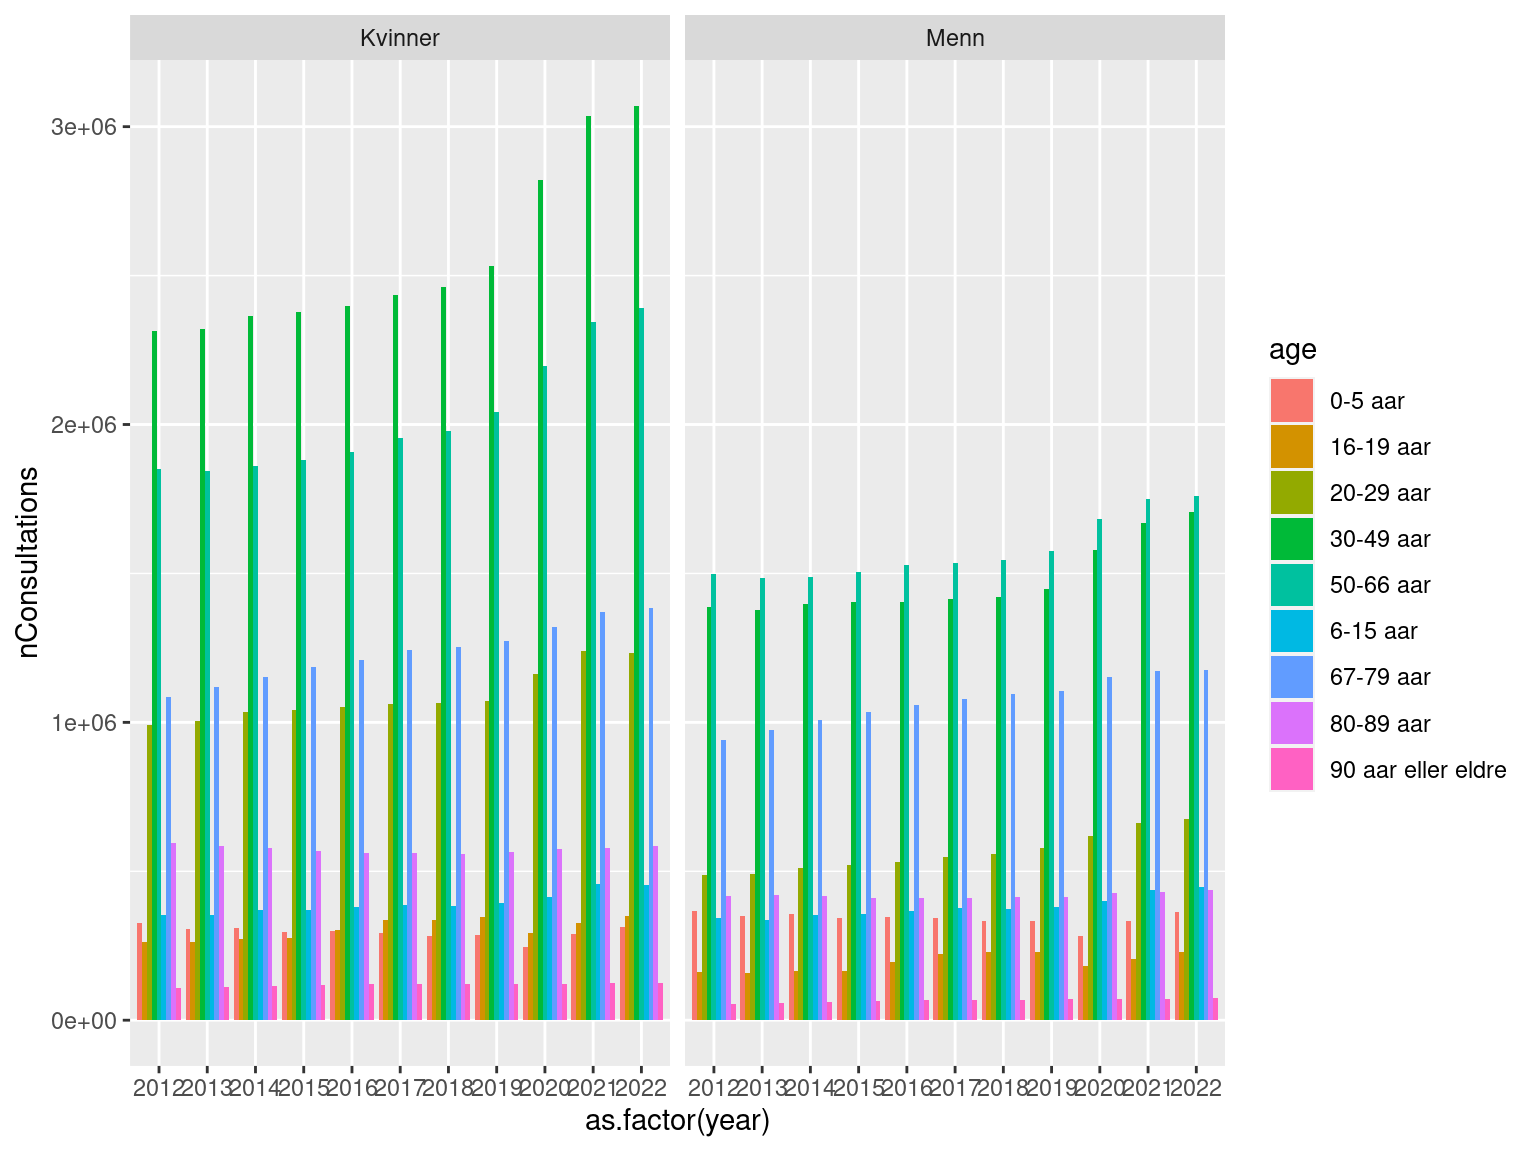 Kvinner
Menn
3e+06
2e+06
1e+06
0e+00
nConsultations
2012 2013 2014 2015 2016 2017 2018 2019 2020 2021 2022
2012 2013 2014 2015 2016 2017 2018 2019 2020 2021 2022
as.factor(year)
age
0-5 aar
16-19 aar
20-29 aar
30-49 aar
50-66 aar
6-15 aar
67-79 aar
80-89 aar
90 aar eller eldre